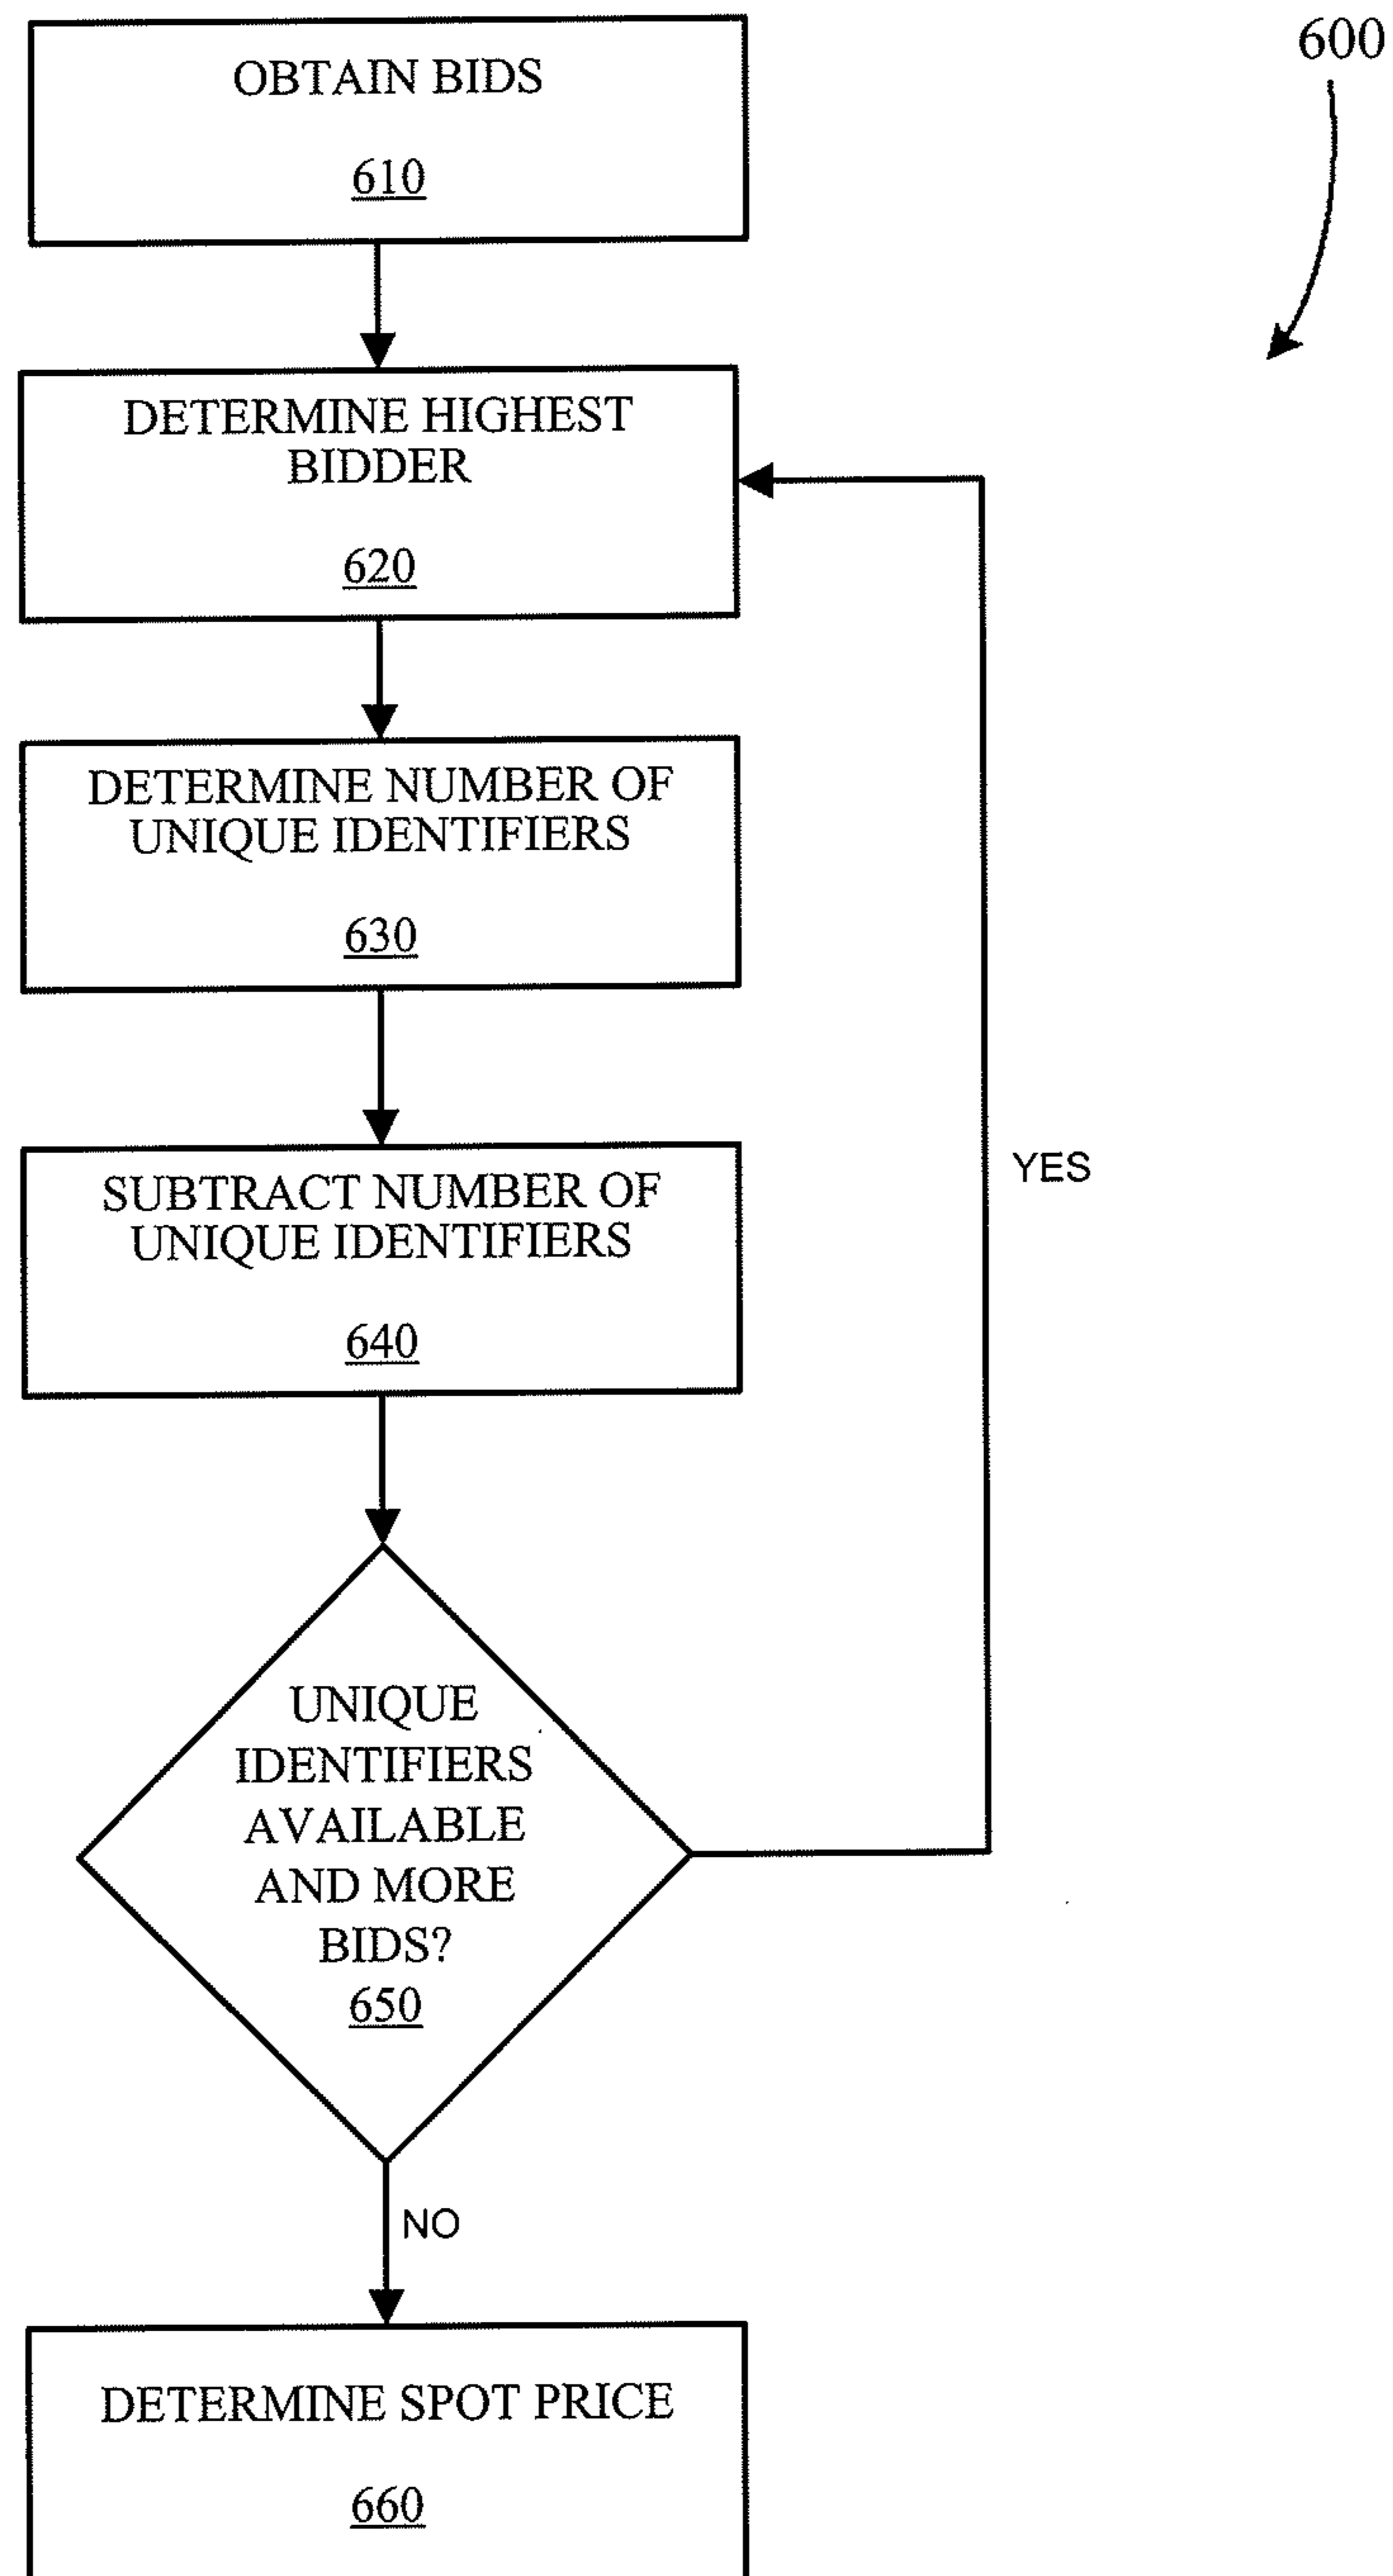 600
OBTAIN BIDS
610
DETERMINE HIGHEST
BIDDER
620
DETERMINE NUMBER OF
UNIQUE IDENTIFIERS
630
SUBTRACT NUMBER OF
UNIQUE IDENTIFIERS
640
YES
UNIQUE
IDENTIFIERS
AVAILABLE
AND MORE
BIDS?
650
NO
DETERMINE SPOT PRICE
660